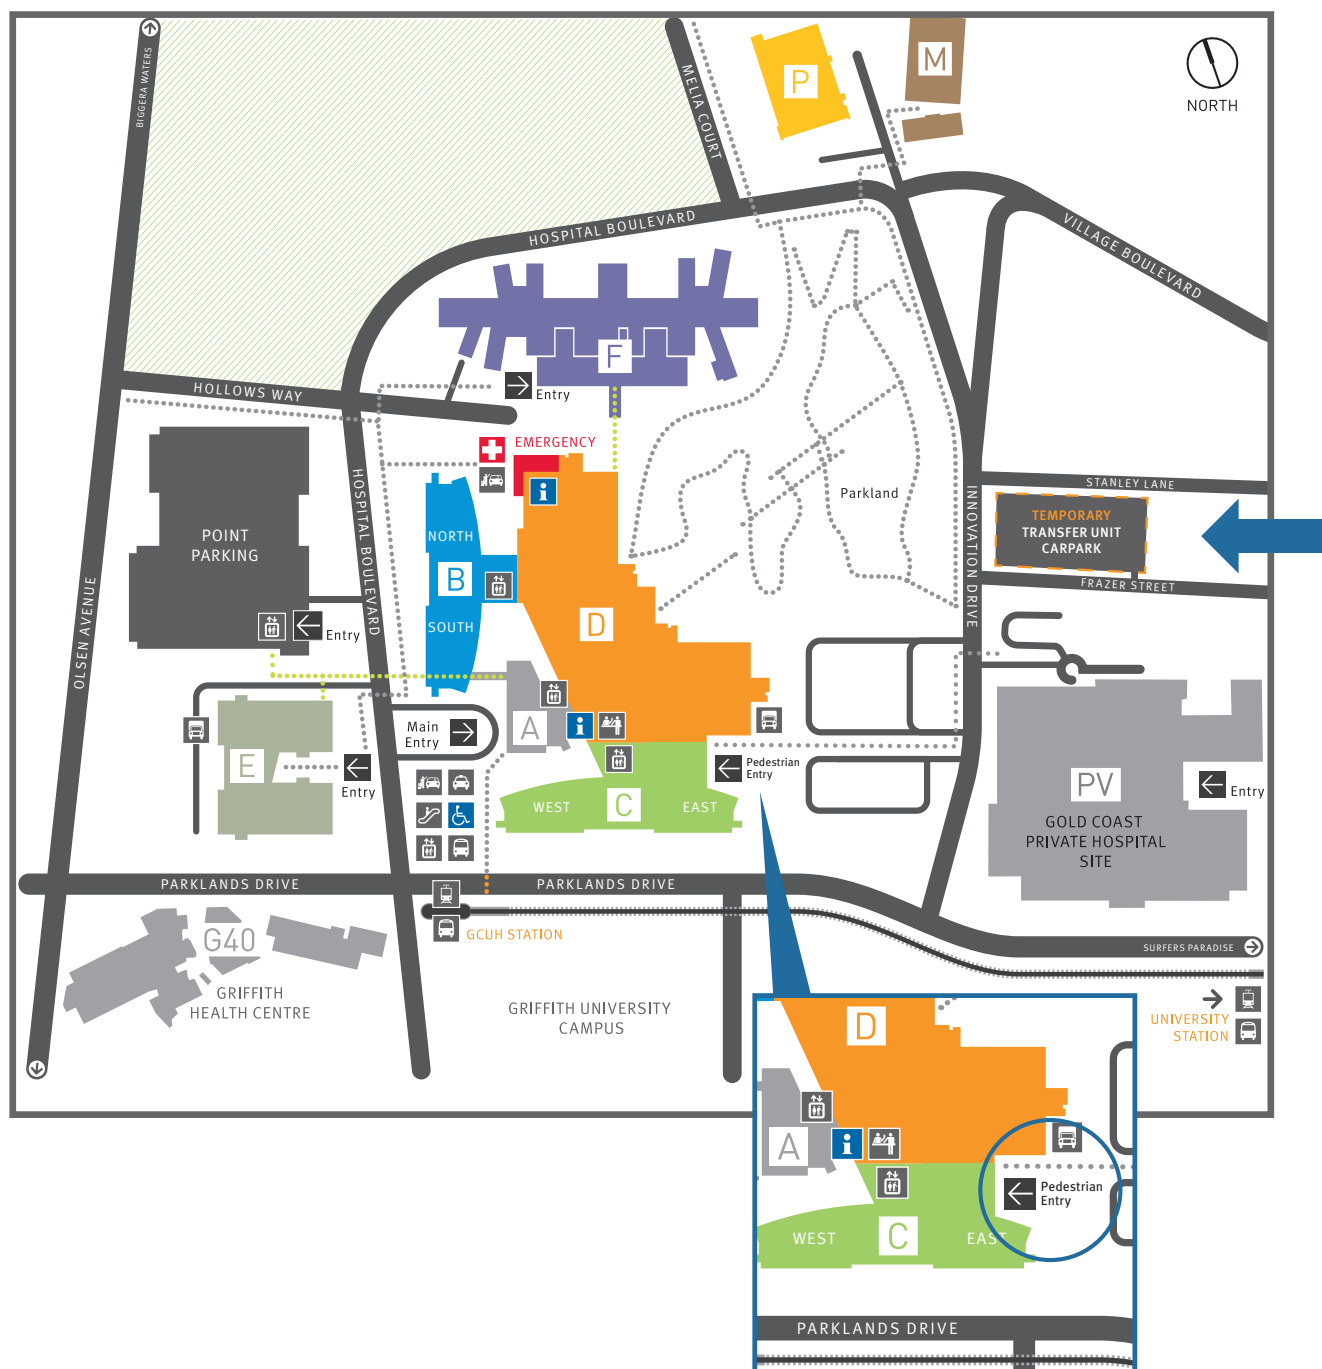 BIGGERA WATERS
MELIA COURT
P
M
NORTH
HOSPITAL BOULEVARD
VILLAGE BOULEVARD
F
Entry
HOLLOWS WAY
EMERGENCY
i
HOSPITAL BOULEVARD
POINT
PARKING
Entry
OLSEN AVENUE
NORTH
B
SOUTH
D
Parkland
INNOVATION DRIVE
STANLEY LANE
TEMPORARY
TRANSFER UNIT
CARPARK
FRAZER STREET
A
i
Main
Entry
E
Entry
Pedestrian
Entry
WEST
C
EAST
PV
Entry
GOLD COAST
PRIVATE HOSPITAL
SITE
PARKLANDS DRIVE
PARKLANDS DRIVE
GCUH STATION
SURFERS PARADISE
G40
GRIFFITH
HEALTH CENTRE
GRIFFITH UNIVERSITY
CAMPUS
UNIVERSITY
STATION
D
A
i
Pedestrian
Entry
WEST
C
EAST
PARKLANDS DRIVE